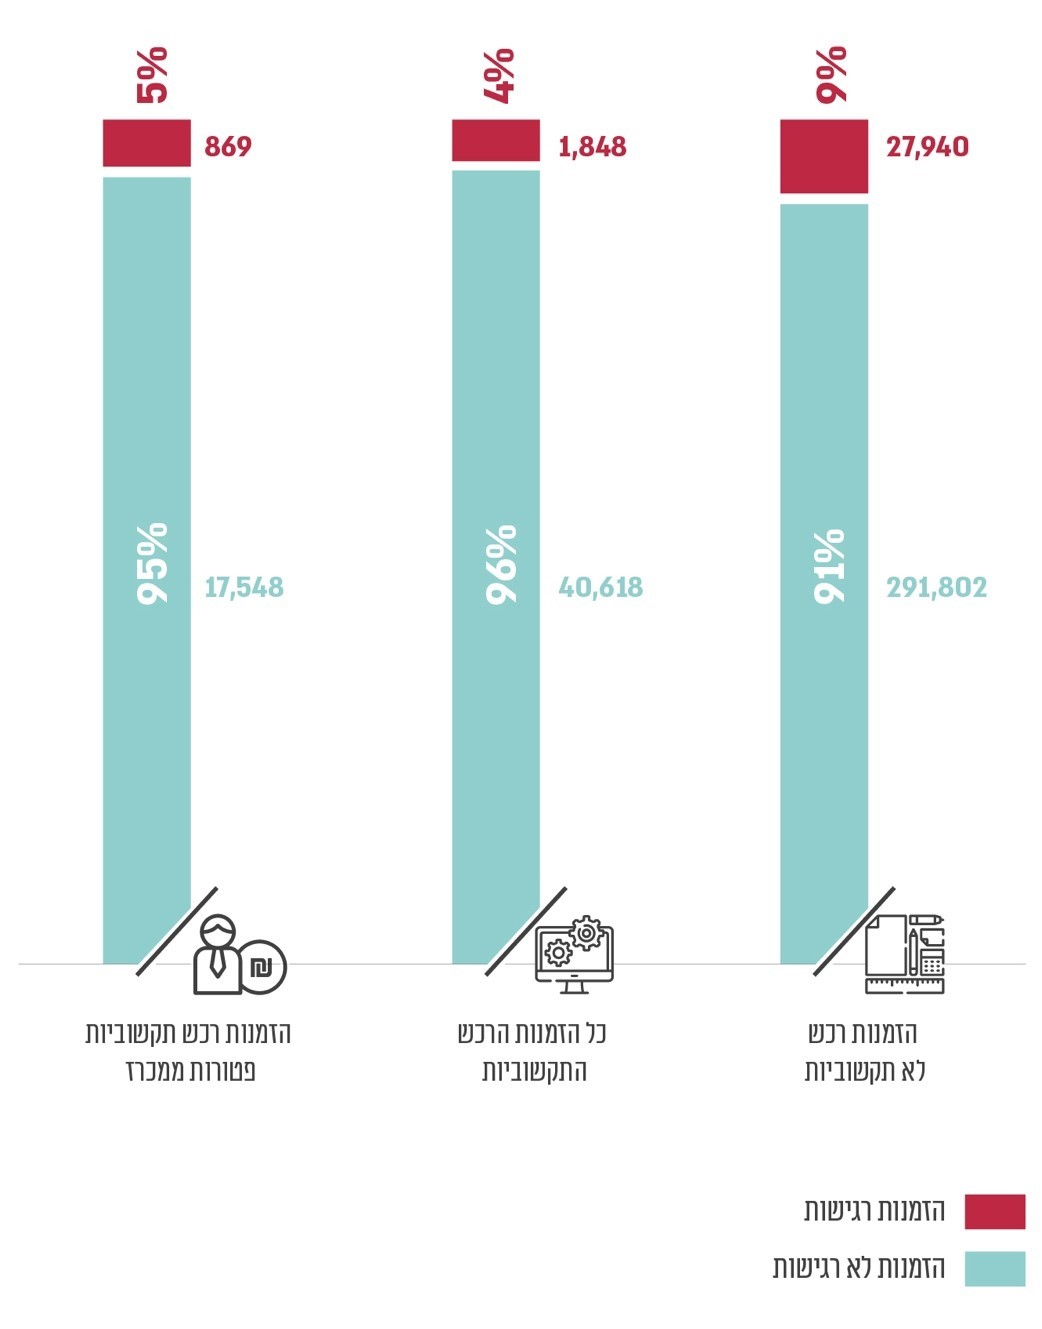 9%
27,940
91%
291,802
הזמנות רכש
לא תקשוביות
4%
1,848
96%
40,618
כל הזמנות הרכש
התקשוביות
5%
869
95%
17,548
₪
הזמנות רכש תקשוביות
פטורות ממכרז
הזמנות רגישות
הזמנות לא רגישות